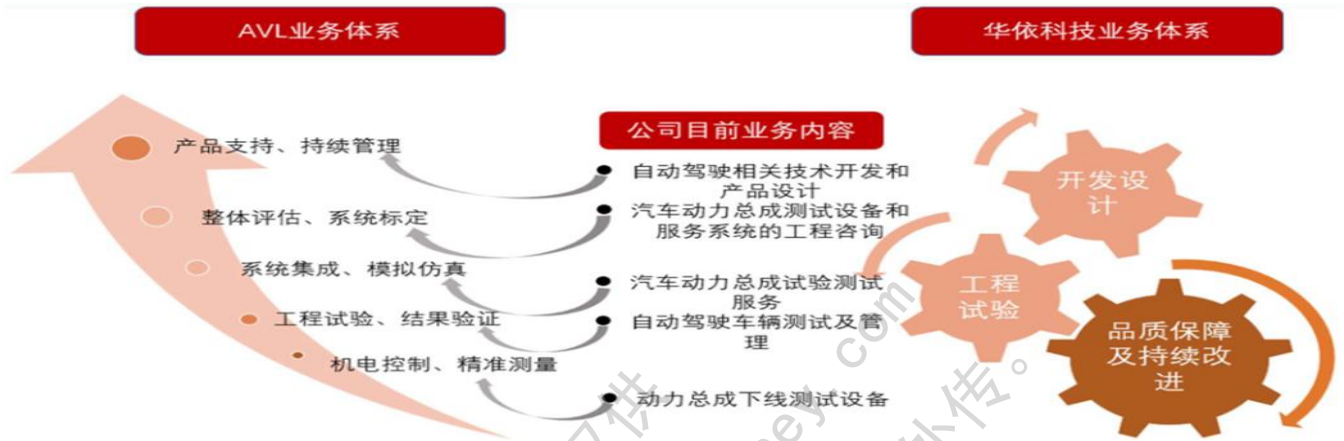 AVL业务体系
华依科技业务体系
公司目前业务内容
产品支持、持续管理
整体评估、系统标定
系统集成、模拟仿真
工程试验、结果验证
机电控制、精准测量
自动驾驶相关技术开发和
产品设计
汽车动力总成测试设备和
服务系统的工程咨询
汽车动力总成试验测试
服务
自动驾驶车辆测试及管
理
动力总成下线测试设备
开发设
计
工程
试验
品质保障
及持续改
进